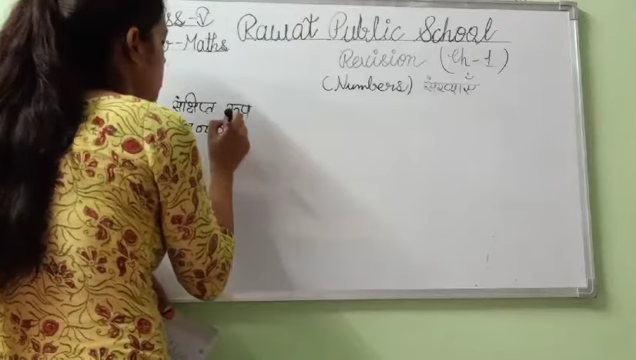 ss-V Rawat Public School
-Maths Revision (Ch-1)
(Numbers) संख्याएँ
संक्षिप्त रूप